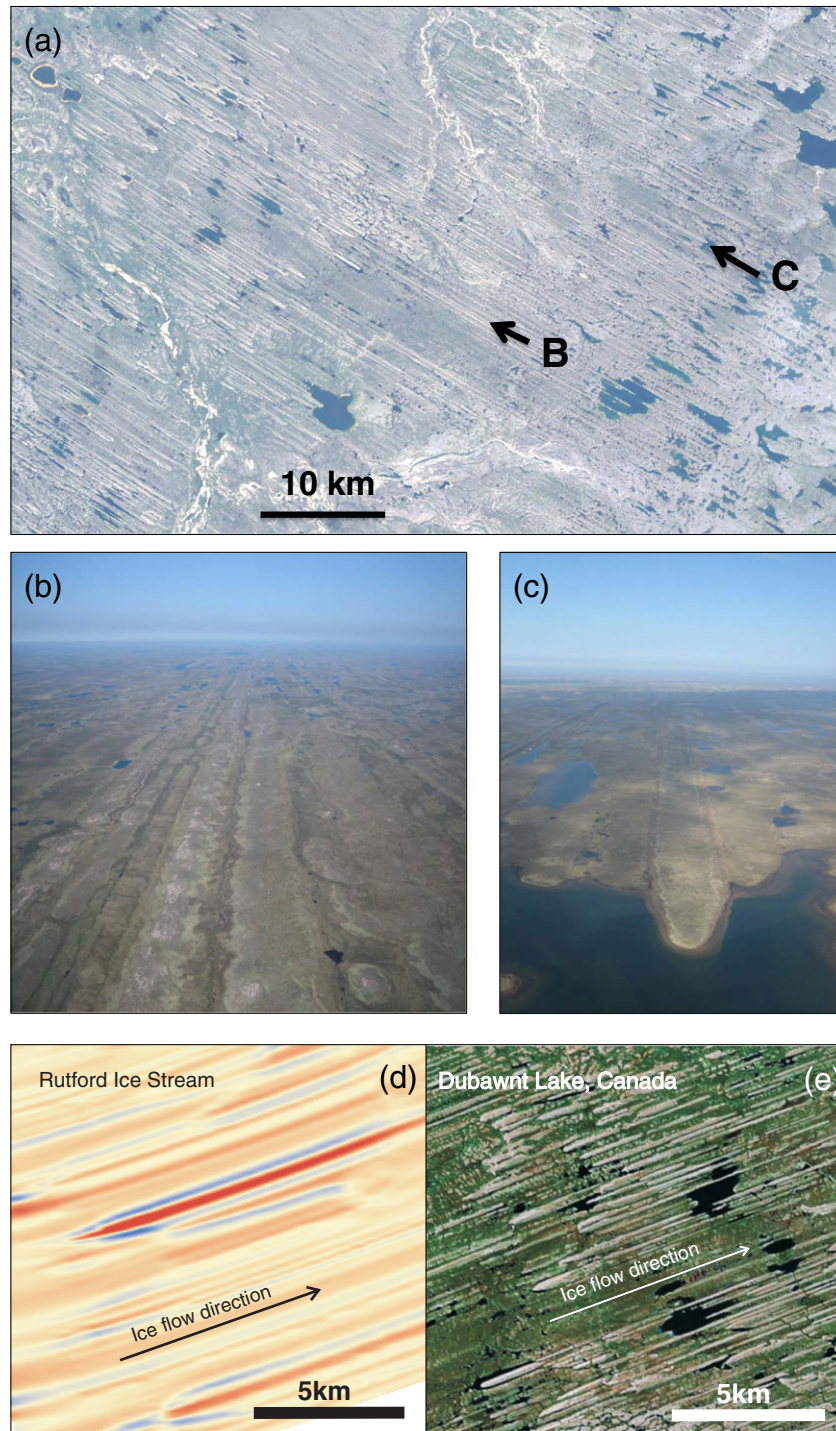 (a)
C
B
10 km
(b)
(c)
Rutford Ice Stream
(d)
Dubawnt Lake, Canada
(e)
Ice flow direction
Ice flow direction
5km
5km